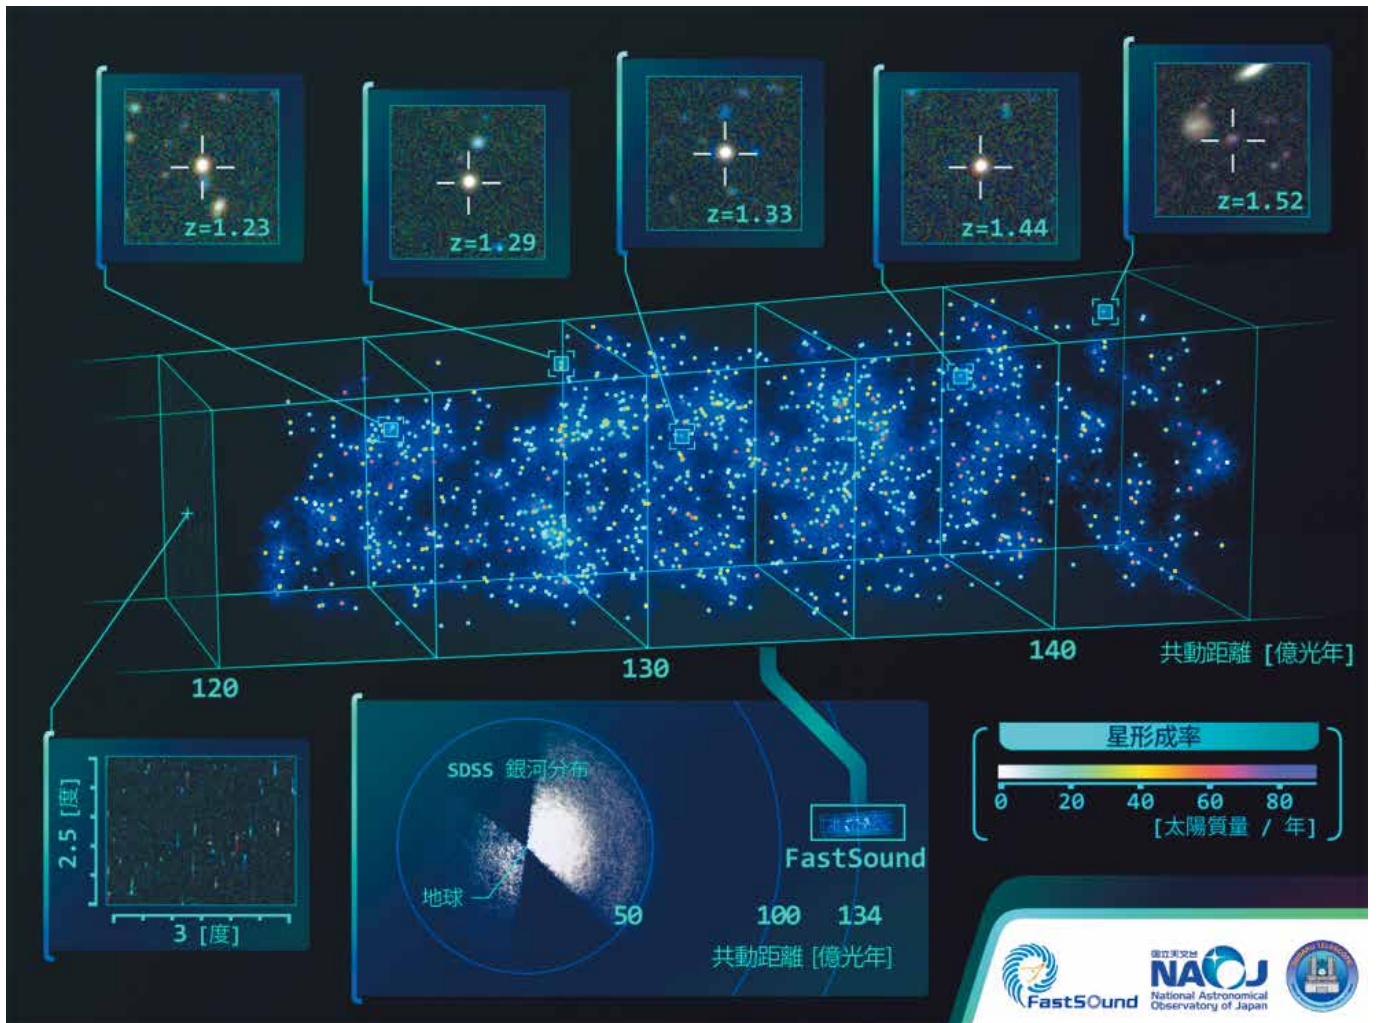 z=1.23
z=1.29
z=1.33
z=1.44
z=1.52
120
130
140
共動距離 [億光年]
2.5 [度]
3 [度]
SDSS 銀河分布
地球
50
100
134
FastSound
共動距離 [億光年]
星形成率
0 20 40 60 80
[太陽質量 / 年]
FastSOund
国立天文台
NAOJ
National Astronomical
Observatory of Japan
SUBARU TELESCOPE